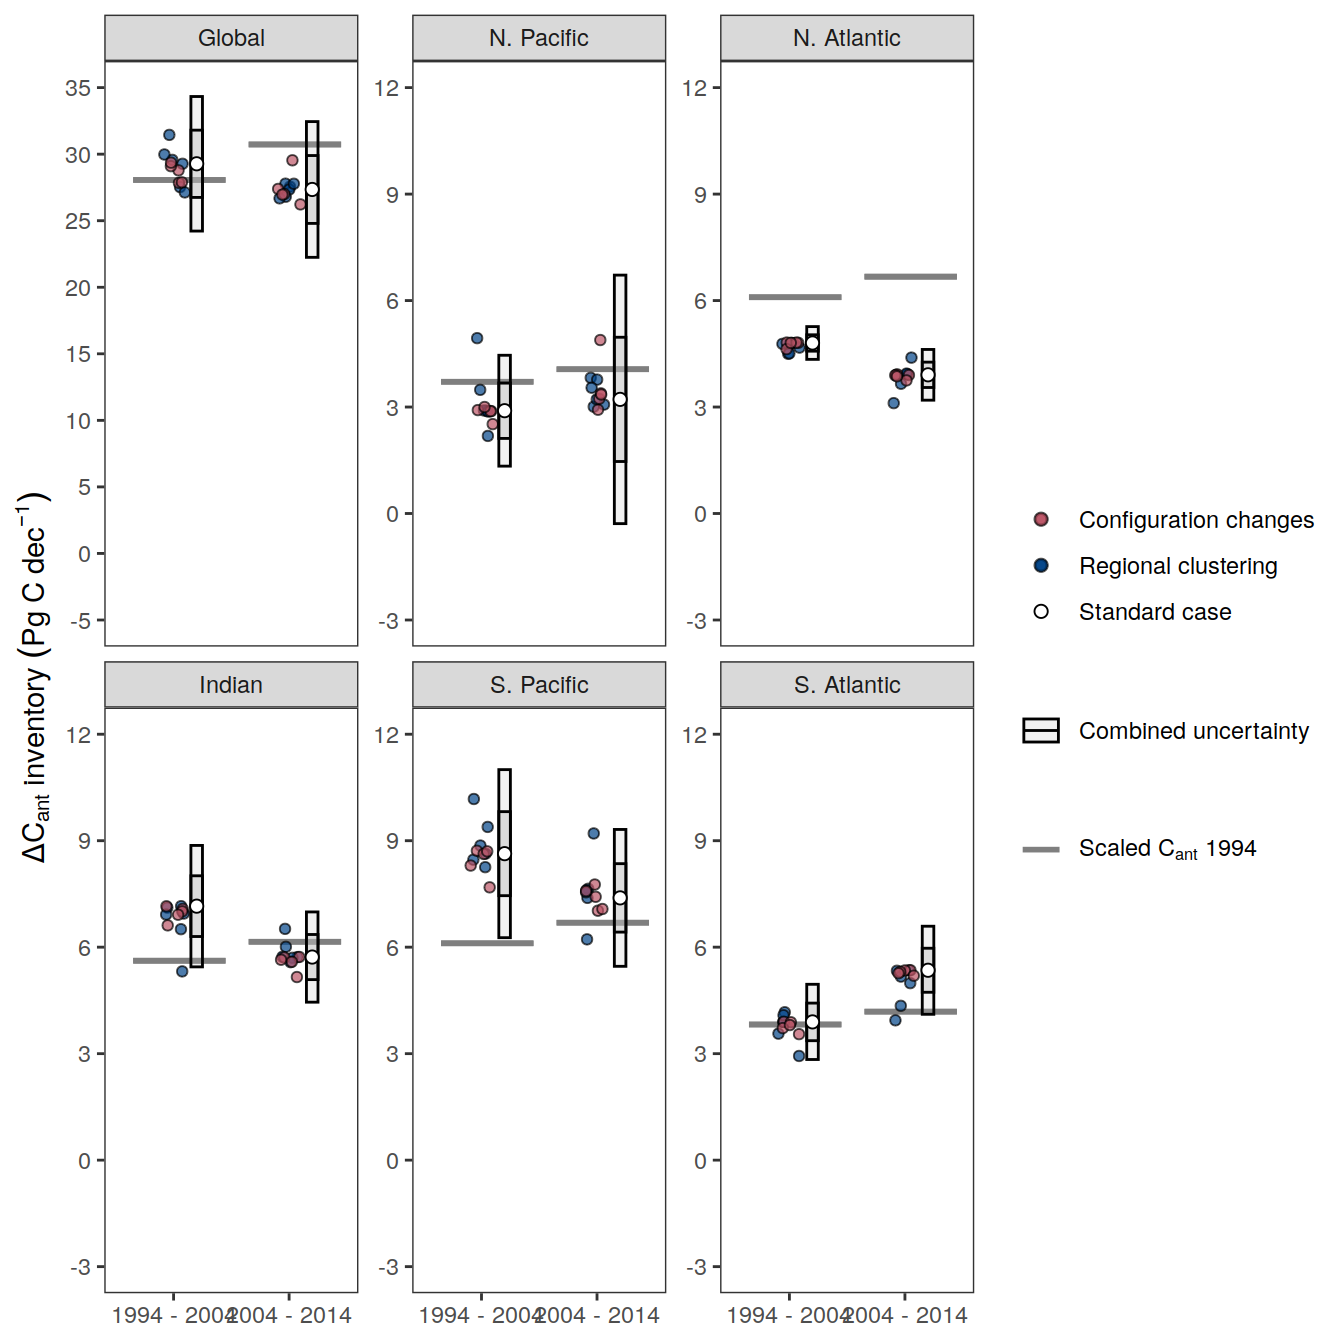 Global
N. Pacific
N. Atlantic
35
30
25
20
15
10
5
0
-5
12
9
6
3
0
-3
12
9
6
3
0
-3
ΔCant inventory (Pg C dec−1)
Configuration changes
Regional clustering
Standard case
Combined uncertainty
Scaled Cant 1994
Indian
S. Pacific
S. Atlantic
12
9
6
3
0
-3
12
9
6
3
0
-3
12
9
6
3
0
-3
1994 - 2004
2004 - 2014
1994 - 2004
2004 - 2014
1994 - 2004
2004 - 2014